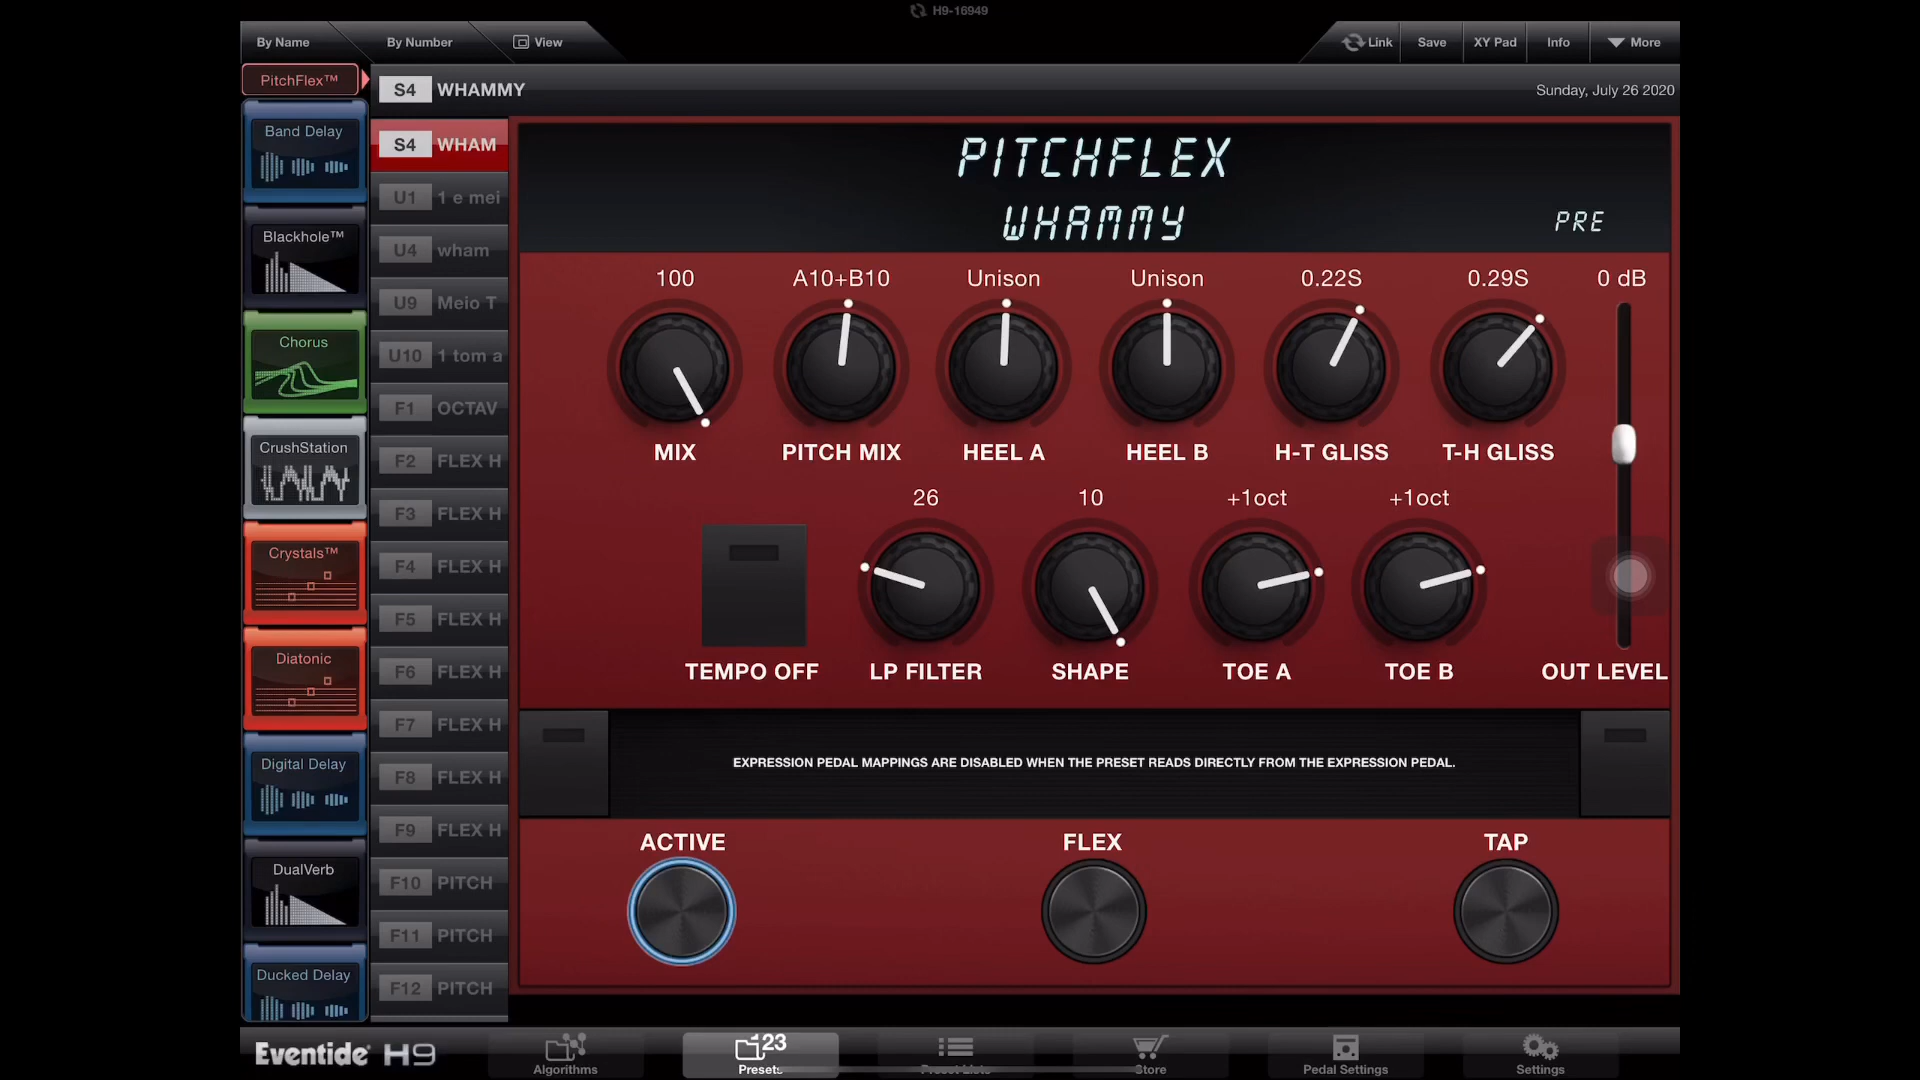 H9-16949
By Name By Number View Link Save XY Pad Info More
PitchFlex™
S4 WHAMMY Sunday, July 26 2020
Band Delay
Blackhole™
Chorus
CrushStation
Crystals™
Diatonic
Digital Delay
DualVerb
Ducked Delay
S4 WHAM
U1 1 e mei
U4 wham
U9 Meio T
U10 1 tom a
F1 OCTAV
F2 FLEX H
F3 FLEX H
F4 FLEX H
F5 FLEX H
F6 FLEX H
F7 FLEX H
F8 FLEX H
F9 FLEX H
F10 PITCH
F11 PITCH
F12 PITCH
PITCHFLEX
WHAMMY
PRE
100 A10+B10 Unison Unison 0.22S 0.29S 0 dB
MIX PITCH MIX HEEL A HEEL B H-T GLISS T-H GLISS
26 10 +1oct +1oct
TEMPO OFF LP FILTER SHAPE TOE A TOE B OUT LEVEL
EXPRESSION PEDAL MAPPINGS ARE DISABLED WHEN THE PRESET READS DIRECTLY FROM THE EXPRESSION PEDAL.
ACTIVE FLEX TAP
Eventide H9
Algorithms
123
Presets
Preset Lists
Store
Pedal Settings
Settings